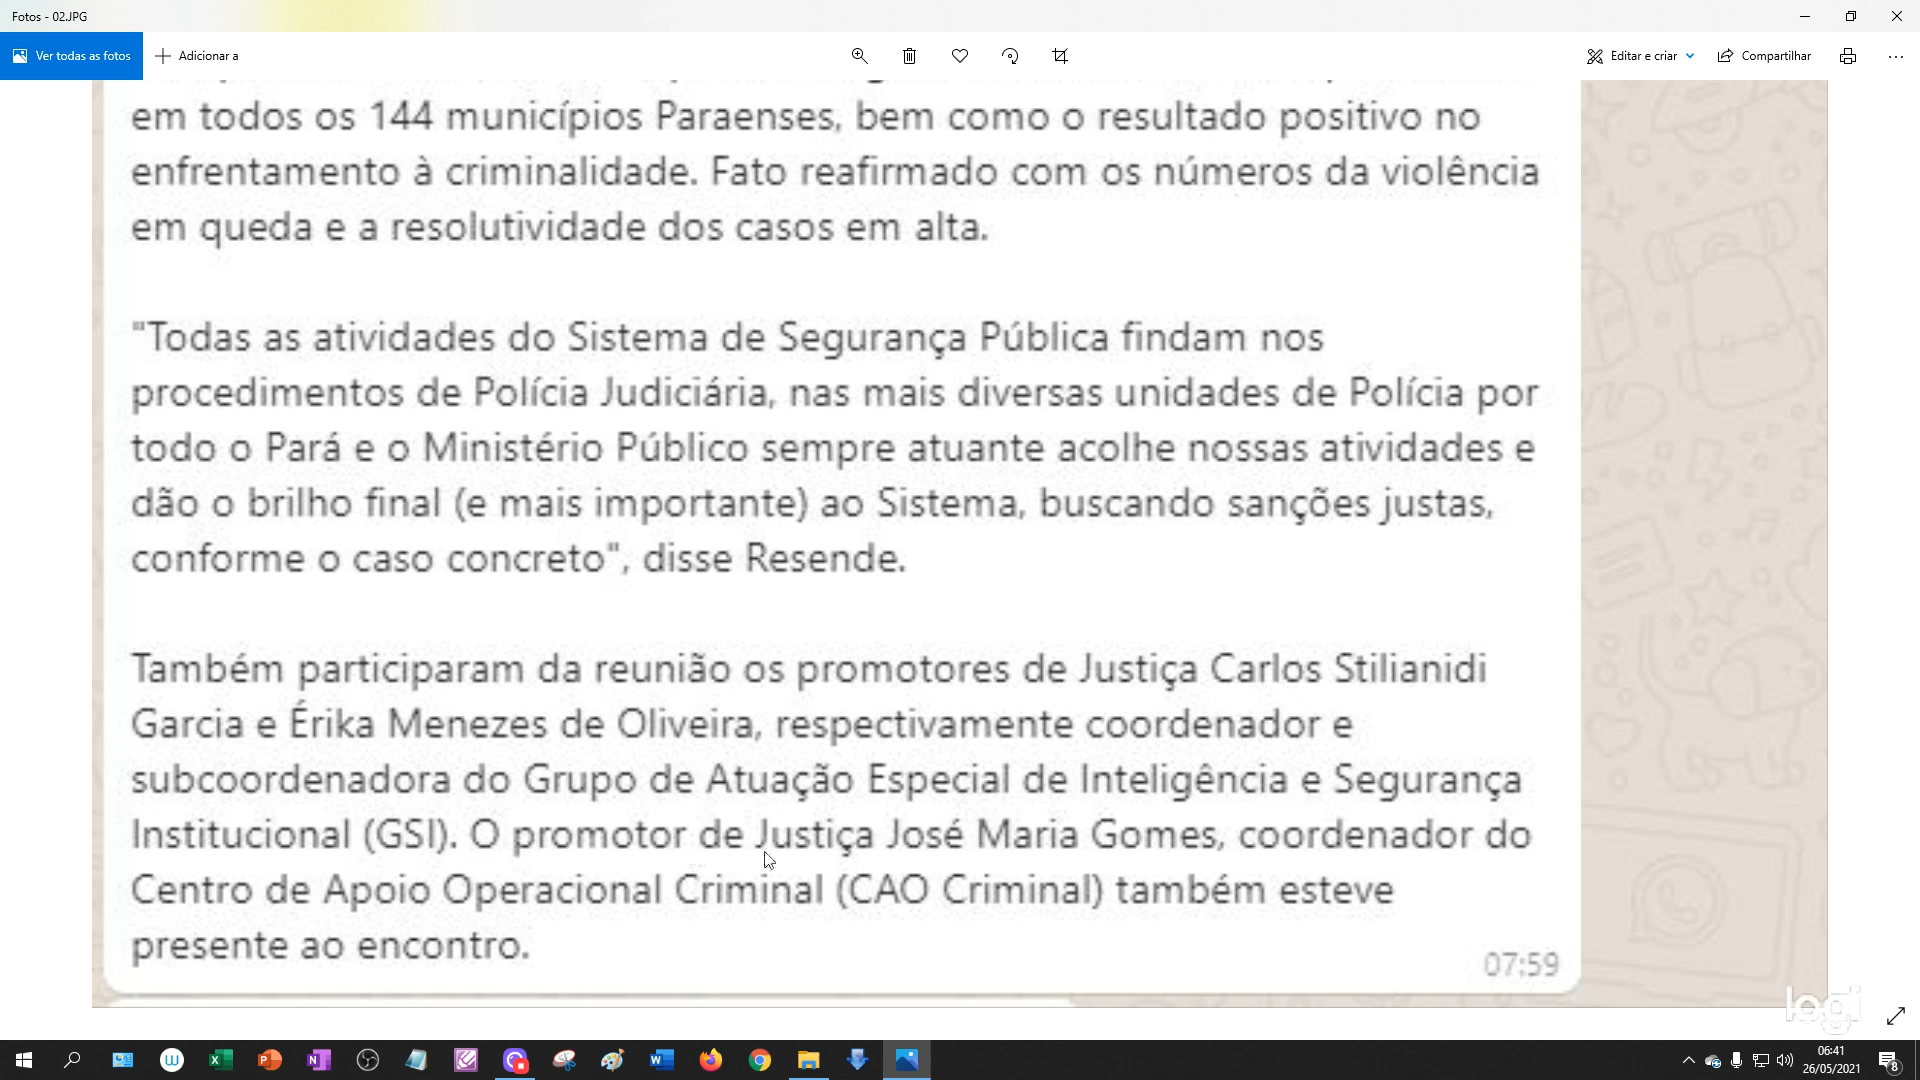 Fotos - 02.JPG
Ver todas as fotos
Adicionar a
Editar e criar
Compartilhar
em todos os 144 municípios Paraenses, bem como o resultado positivo no
enfrentamento à criminalidade. Fato reafirmado com os números da violência
em queda e a resolutividade dos casos em alta.
"Todas as atividades do Sistema de Segurança Pública findam nos
procedimentos de Polícia Judiciária, nas mais diversas unidades de Polícia por
todo o Pará e o Ministério Público sempre atuante acolhe nossas atividades e
dão o brilho final (e mais importante) ao Sistema, buscando sanções justas,
conforme o caso concreto", disse Resende.
Também participaram da reunião os promotores de Justiça Carlos Stilianidi
Garcia e Érika Menezes de Oliveira, respectivamente coordenador e
subcoordenadora do Grupo de Atuação Especial de Inteligência e Segurança
Institucional (GSI). O promotor de Justiça José Maria Gomes, coordenador do
Centro de Apoio Operacional Criminal (CAO Criminal) também esteve
presente ao encontro.
07:59
logi
06:41
26/05/2021
8